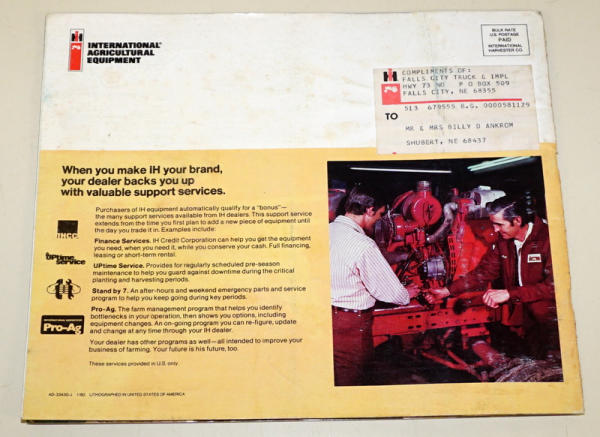 INTERNATIONAL®
AGRICULTURAL
EQUIPMENT
BULK RATE
U.S. POSTAGE
PAID
INTERNATIONAL
HARVESTER CO.
COMPLIMENTS OF:
FALLS CITY TRUCK & IMPL
HWY 73 NO P O BOX 509
FALLS CITY, NE 68355
513 679555 B.G. 0000581129
TO
MR & MRS BILLY D ANKROM
SHUBERT, NE 68437
When you make IH your brand,
your dealer backs you up
with valuable support services.
Purchasers of IH equipment automatically qualify for a "bonus"—
the many support services available from IH dealers. This support service
extends from the time you first plan to add a new piece of equipment until
the day you trade it in. Examples include:
IHCC
Finance Services. IH Credit Corporation can help you get the equipment
you need, when you need it, while you conserve your cash. Full financing,
leasing or short-term rental.
UPtime
service
UPtime Service. Provides for regularly scheduled pre-season
maintenance to help you guard against downtime during the critical
planting and harvesting periods.
Stand by 7. An after-hours and weekend emergency parts and service
program to help you keep going during key periods.
Pro-Ag
Pro-Ag. The farm management program that helps you identify
bottlenecks in your operation, then shows you options, including
equipment changes. An on-going program you can re-figure, update
and change at any time through your IH dealer.
Your dealer has other programs as well—all intended to improve your
business of farming. Your future is his future, too.
These services provided in U.S. only.
LITHOGRAPHED IN UNITED STATES OF AMERICA